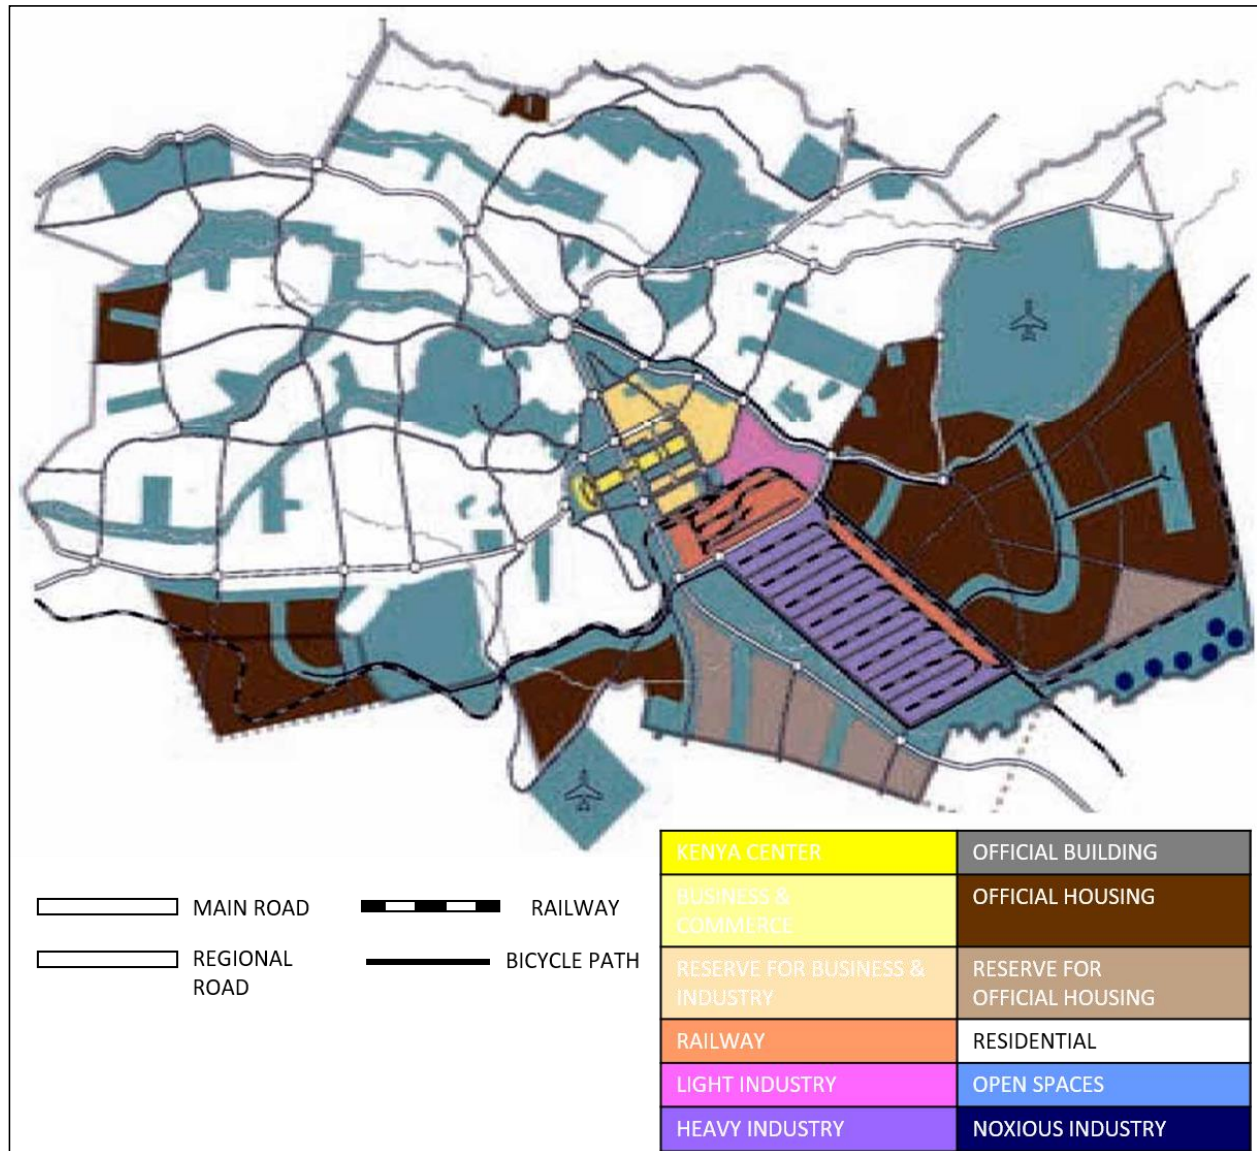 KENYA CENTER
OFFICIAL BUILDING
BUSINESS &
COMMERCE
OFFICIAL HOUSING
RESERVE FOR BUSINESS &
INDUSTRY
RESERVE FOR
OFFICIAL HOUSING
RAILWAY
RESIDENTIAL
LIGHT INDUSTRY
OPEN SPACES
HEAVY INDUSTRY
NOXIOUS INDUSTRY
MAIN ROAD
RAILWAY
REGIONAL
ROAD
BICYCLE PATH